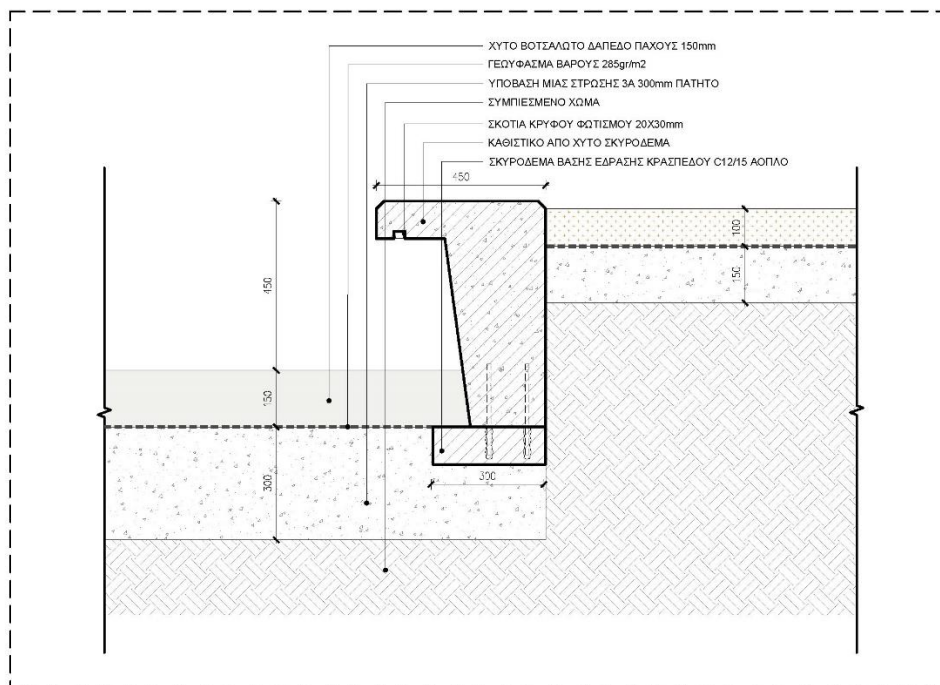 ΧΥΤΟ ΒΟΤΣΑΛΩΤΟ ΔΑΠΕΔΟ ΠΑΧΟΥΣ 150mm
ΓΕΩΥΦΑΣΜΑ ΒΑΡΟΥΣ 285gr/m2
ΥΠΟΒΑΣΗ ΜΙΑΣ ΣΤΡΩΣΗΣ 3Α 300mm ΠΑΤΗΤΟ
ΣΥΜΠΙΕΣΜΕΝΟ ΧΩΜΑ
ΣΚΟΤΙΑ ΚΡΥΦΟΥ ΦΩΤΙΣΜΟΥ 20Χ30mm
ΚΑΘΙΣΤΙΚΟ ΑΠΟ ΧΥΤΟ ΣΚΥΡΟΔΕΜΑ
ΣΚΥΡΟΔΕΜΑ ΒΑΣΗΣ ΕΔΡΑΣΗΣ ΚΡΑΣΠΕΔΟΥ C12/15 ΑΟΠΛΟ
450
100
150
450
150
300
300